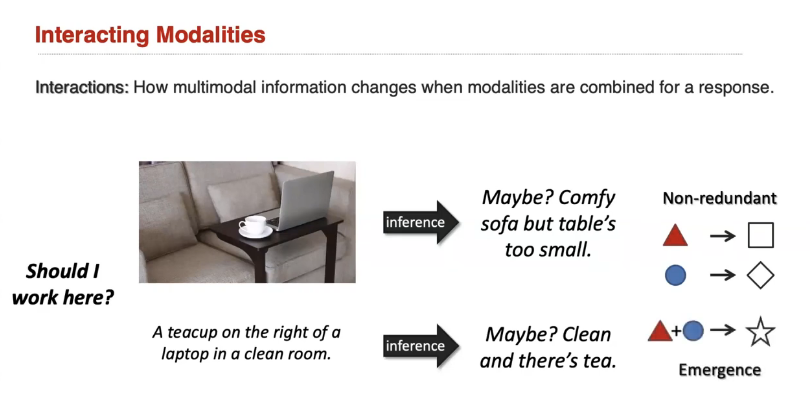 Interacting Modalities
Interactions: How multimodal information changes when modalities are combined for a response.
Should I
work here?
inference
Maybe? Comfy
sofa but table's
too small.
Non-redundant
A teacup on the right of a
laptop in a clean room.
inference
Maybe? Clean
and there's tea.
+
Emergence